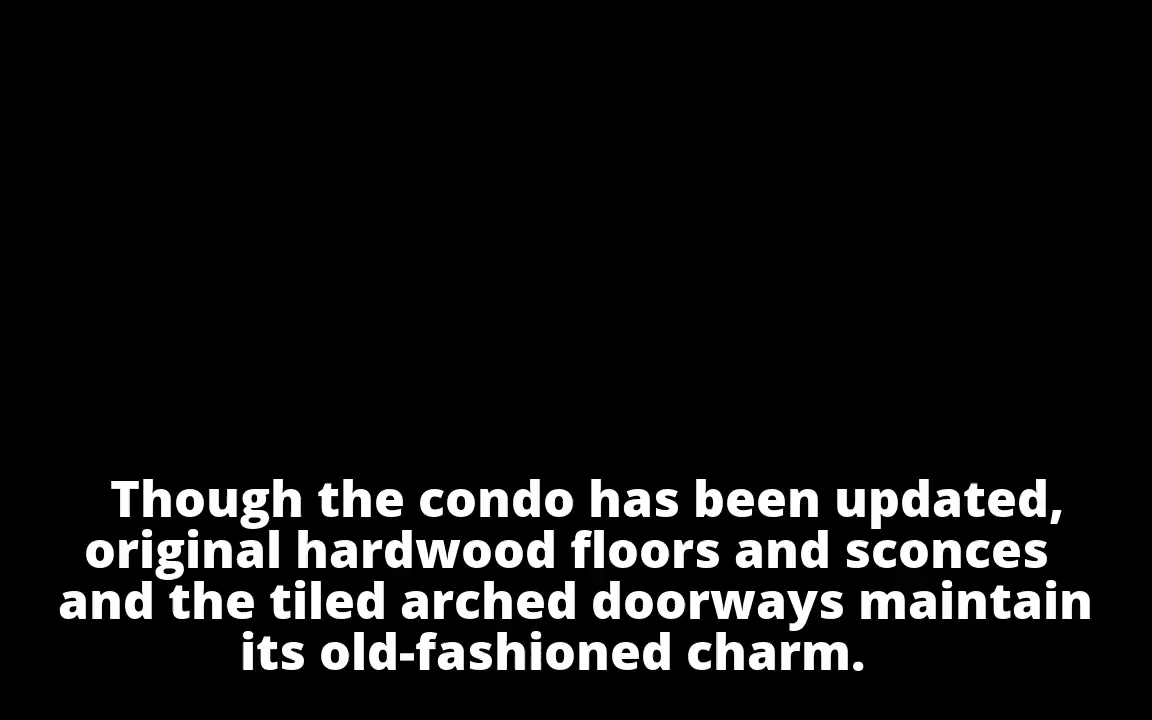 Though the condo has been updated,
original hardwood floors and sconces
and the tiled arched doorways maintain
its old-fashioned charm.